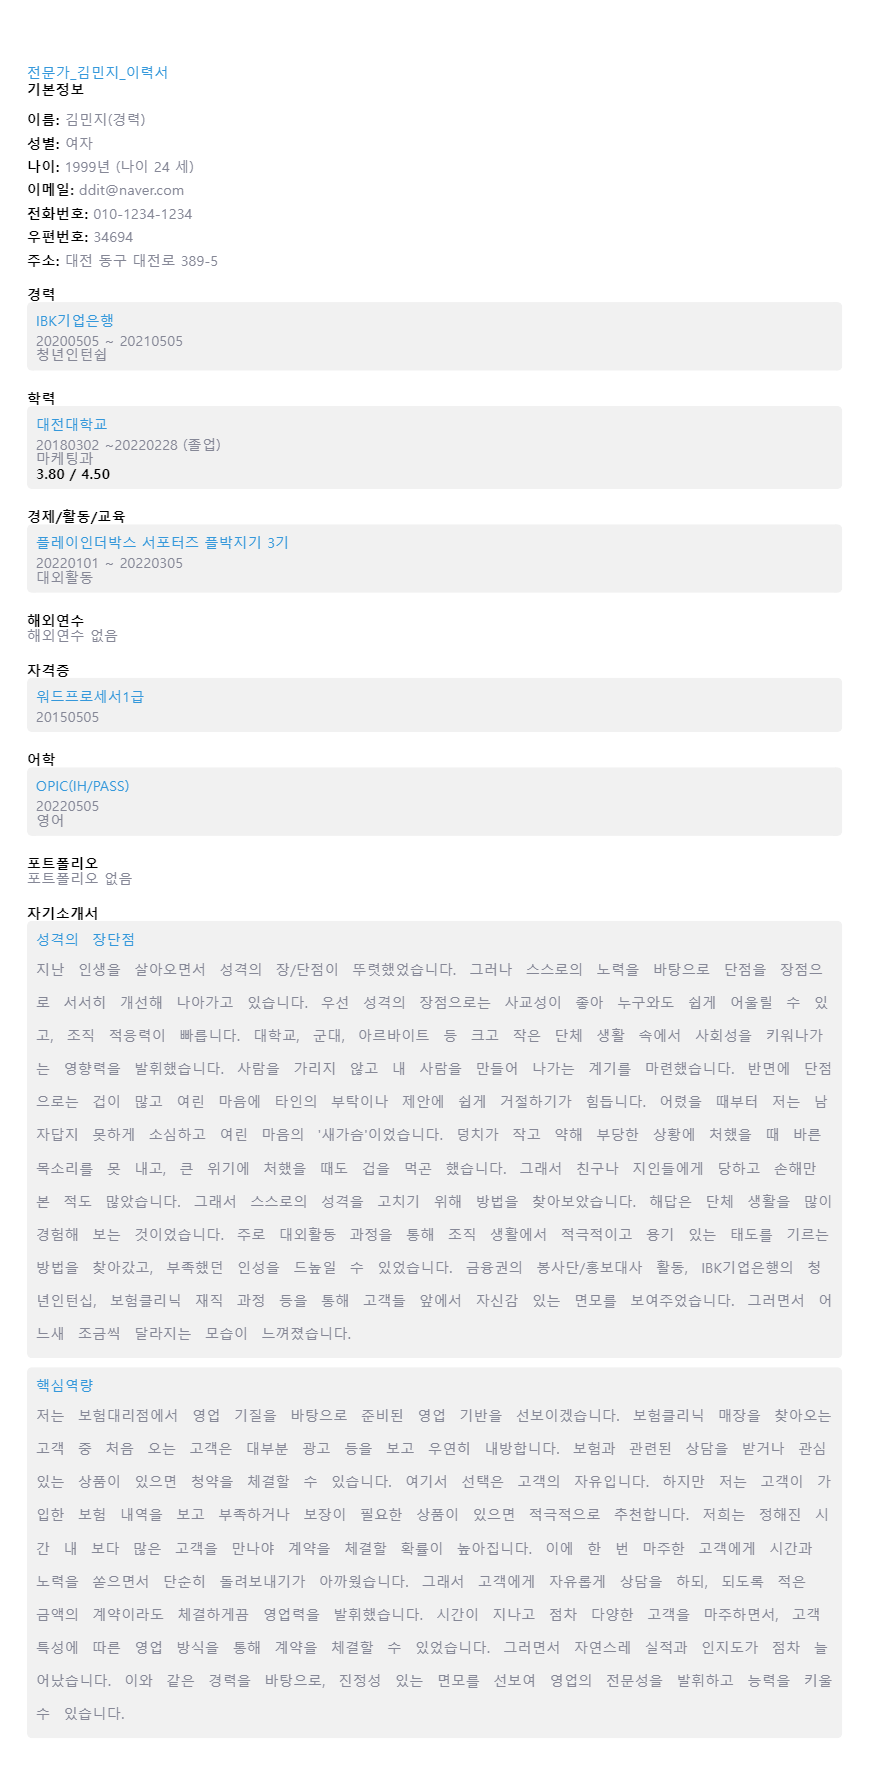 전문가_김민지_이력서
기본정보
이름: 김민지(경력)
성별: 여자
나이: 1999년 (나이 24 세)
이메일: ddit@naver.com
전화번호: 010-1234-1234
우편번호: 34694
주소: 대전 동구 대전로 389-5
경력
IBK기업은행
20200505 ~ 20210505
청년인턴쉽
학력
대전대학교
20180302 ~20220228 (졸업)
마케팅과
3.80 / 4.50
경제/활동/교육
플레이인더박스 서포터즈 플박지기 3기
20220101 ~ 20220305
대외활동
해외연수
해외연수 없음
자격증
워드프로세서1급
20150505
어학
OPIC(IH/PASS)
20220505
영어
포트폴리오
포트폴리오 없음
자기소개서
성격의 장단점
지난 인생을 살아오면서 성격의 장/단점이 뚜렷했었습니다. 그러나 스스로의 노력을 바탕으로 단점을 장점으
로 서서히 개선해 나아가고 있습니다. 우선 성격의 장점으로는 사교성이 좋아 누구와도 쉽게 어울릴 수 있
고, 조직 적응력이 빠릅니다. 대학교, 군대, 아르바이트 등 크고 작은 단체 생활 속에서 사회성을 키워나가
는 영향력을 발휘했습니다. 사람을 가리지 않고 내 사람을 만들어 나가는 계기를 마련했습니다. 반면에 단점
으로는 겁이 많고 여린 마음에 타인의 부탁이나 제안에 쉽게 거절하기가 힘듭니다. 어렸을 때부터 저는 남
자답지 못하게 소심하고 여린 마음의 '새가슴'이었습니다. 덩치가 작고 약해 부당한 상황에 처했을 때 바른
목소리를 못 내고, 큰 위기에 처했을 때도 겁을 먹곤 했습니다. 그래서 친구나 지인들에게 당하고 손해만
본 적도 많았습니다. 그래서 스스로의 성격을 고치기 위해 방법을 찾아보았습니다. 해답은 단체 생활을 많이
경험해 보는 것이었습니다. 주로 대외활동 과정을 통해 조직 생활에서 적극적이고 용기 있는 태도를 기르는
방법을 찾아갔고, 부족했던 인성을 드높일 수 있었습니다. 금융권의 봉사단/홍보대사 활동, IBK기업은행의 청
년인턴십, 보험클리닉 재직 과정 등을 통해 고객들 앞에서 자신감 있는 면모를 보여주었습니다. 그러면서 어
느새 조금씩 달라지는 모습이 느껴졌습니다.
핵심역량
저는 보험대리점에서 영업 기질을 바탕으로 준비된 영업 기반을 선보이겠습니다. 보험클리닉 매장을 찾아오는
고객 중 처음 오는 고객은 대부분 광고 등을 보고 우연히 내방합니다. 보험과 관련된 상담을 받거나 관심
있는 상품이 있으면 청약을 체결할 수 있습니다. 여기서 선택은 고객의 자유입니다. 하지만 저는 고객이 가
입한 보험 내역을 보고 부족하거나 보장이 필요한 상품이 있으면 적극적으로 추천합니다. 저희는 정해진 시
간 내 보다 많은 고객을 만나야 계약을 체결할 확률이 높아집니다. 이에 한 번 마주한 고객에게 시간과
노력을 쏟으면서 단순히 돌려보내기가 아까웠습니다. 그래서 고객에게 자유롭게 상담을 하되, 되도록 적은
금액의 계약이라도 체결하게끔 영업력을 발휘했습니다. 시간이 지나고 점차 다양한 고객을 마주하면서, 고객
특성에 따른 영업 방식을 통해 계약을 체결할 수 있었습니다. 그러면서 자연스레 실적과 인지도가 점차 늘
어났습니다. 이와 같은 경력을 바탕으로, 진정성 있는 면모를 선보여 영업의 전문성을 발휘하고 능력을 키울
수 있습니다.